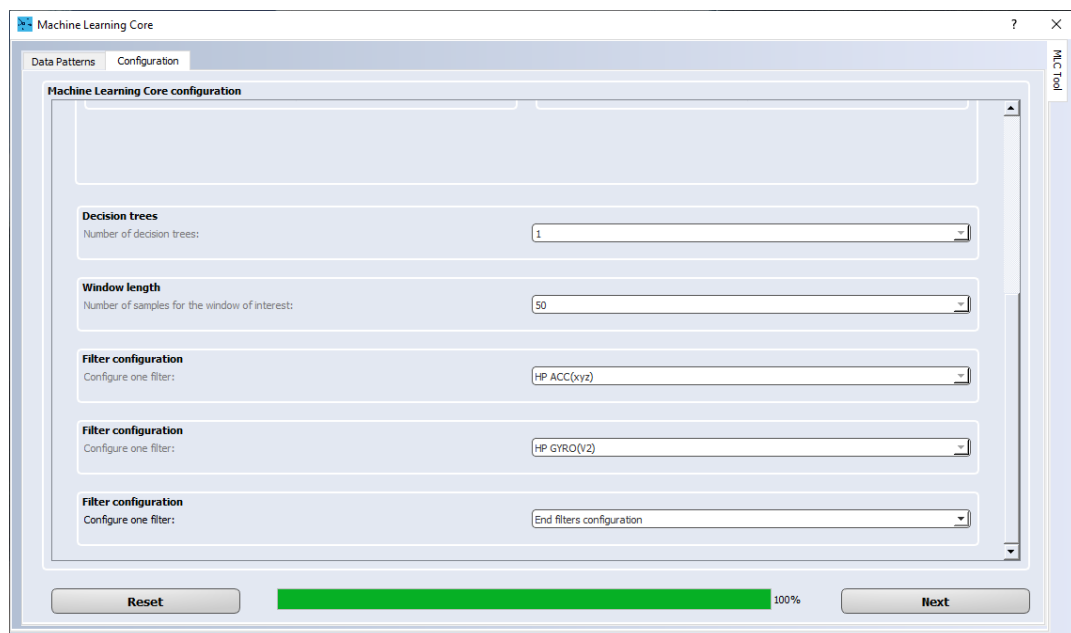 Machine Learning Core
?
Data Patterns
Configuration
MLC Tool
Machine Learning Core configuration
Decision trees
Number of decision trees:
1
Window length
Number of samples for the window of interest:
50
Filter configuration
Configure one filter:
HP ACC(xyz)
Filter configuration
Configure one filter:
HP GYRO(V2)
Filter configuration
Configure one filter:
End filters configuration
Reset
100%
Next